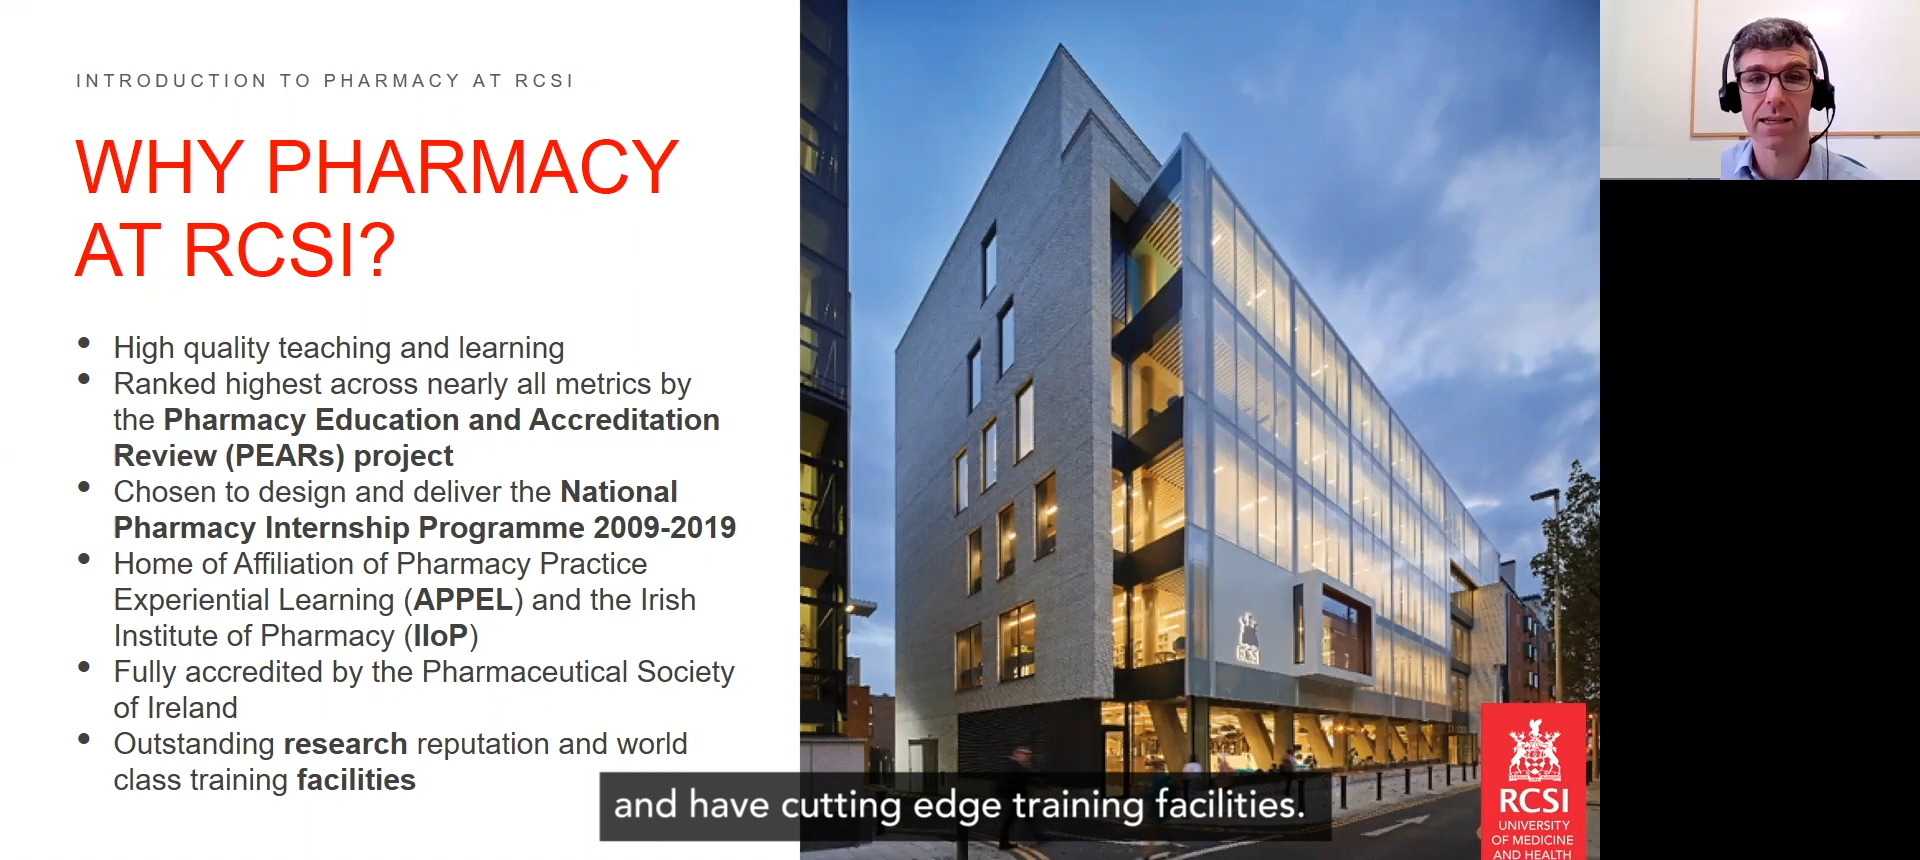 INTRODUCTION TO PHARMACY AT RCSI
WHY PHARMACY
AT RCSI?
• High quality teaching and learning
• Ranked highest across nearly all metrics by
the Pharmacy Education and Accreditation
Review (PEARs) project
• Chosen to design and deliver the National
Pharmacy Internship Programme 2009-2019
• Home of Affiliation of Pharmacy Practice
Experiential Learning (APPEL) and the Irish
Institute of Pharmacy (IIoP)
• Fully accredited by the Pharmaceutical Society
of Ireland
• Outstanding research reputation and world
class training facilities
RCSI
and have cutting edge training facilities.
RCSI
UNIVERSITY
OF MEDICINE
AND HEALTH